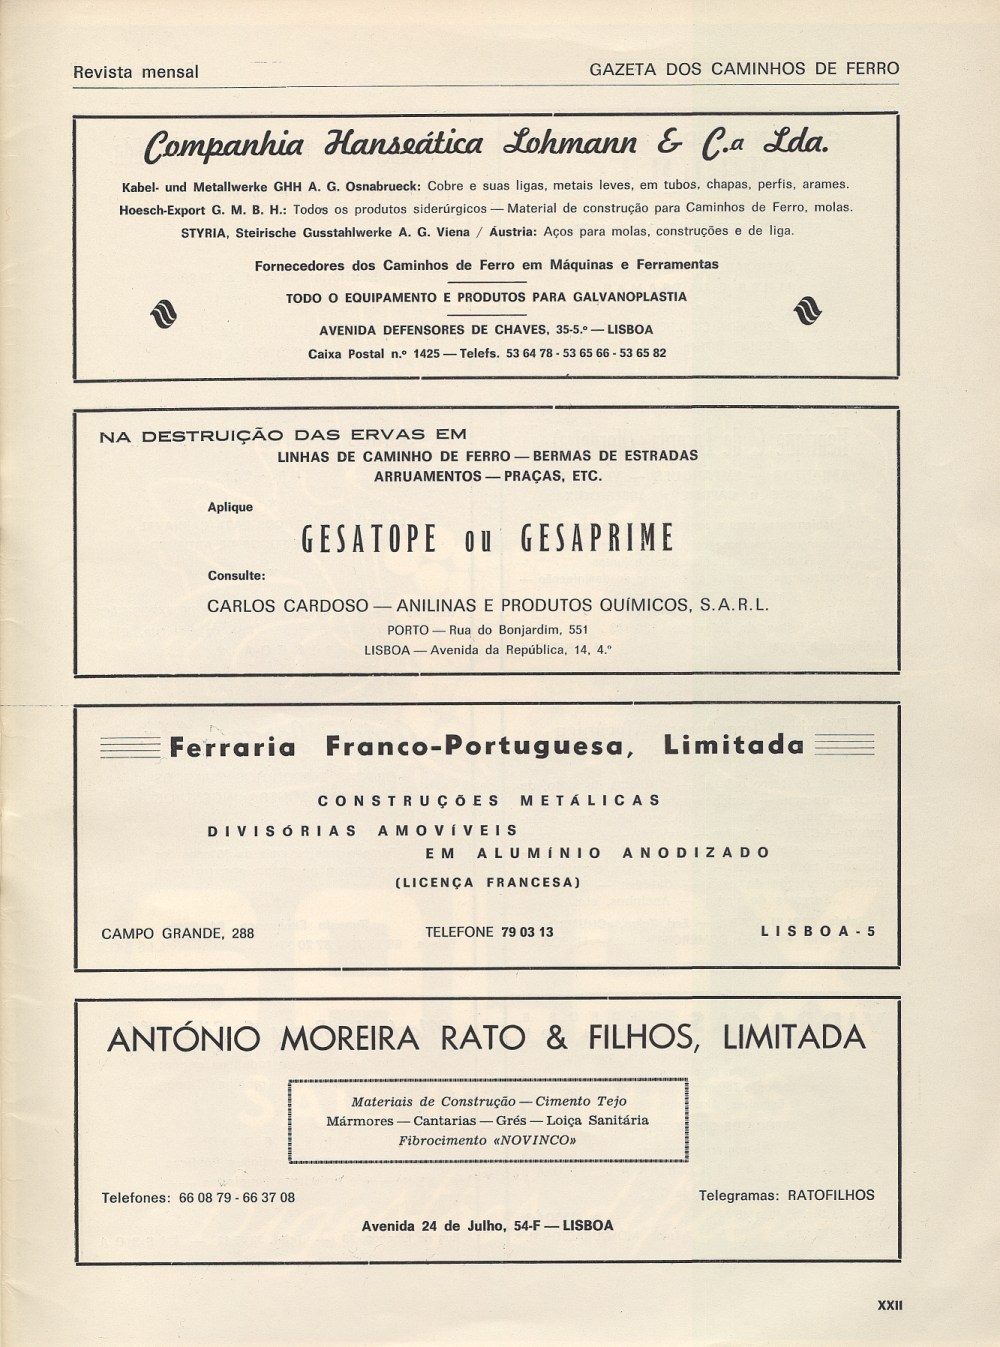 Revista mensal
GAZETA DOS CAMINHOS DE FERRO
Companhia Hanseática Lohmann & C.a Lda.
Kabel- und Metallwerke GHH A. G. Osnabrueck: Cobre e suas ligas, metais leves, em tubos, chapas, perfis, arames.
Hoesch-Export G. M. B. H.: Todos os produtos siderúrgicos — Material de construção para Caminhos de Ferro, molas.
STYRIA, Steirische Gusstahlwerke A. G. Viena / Áustria: Aços para molas, construções e de liga.
Fornecedores dos Caminhos de Ferro em Máquinas e Ferramentas
TODO O EQUIPAMENTO E PRODUTOS PARA GALVANOPLASTIA
AVENIDA DEFENSORES DE CHAVES, 35-5.º — LISBOA
Caixa Postal n.º 1425 — Telefs. 53 64 78 - 53 65 66 - 53 65 82
NA DESTRUIÇÃO DAS ERVAS EM
LINHAS DE CAMINHO DE FERRO — BERMAS DE ESTRADAS
ARRUAMENTOS — PRAÇAS, ETC.
Aplique
GESATOPE ou GESAPRIME
Consulte:
CARLOS CARDOSO — ANILINAS E PRODUTOS QUÍMICOS, S.A.R.L.
PORTO — Rua do Bonjardim, 551
LISBOA — Avenida da República, 14, 4.º
Ferraria Franco-Portuguesa, Limitada
CONSTRUÇÕES METÁLICAS
DIVISÓRIAS AMOVÍVEIS
EM ALUMÍNIO ANODIZADO
(LICENÇA FRANCESA)
CAMPO GRANDE, 288
TELEFONE 79 03 13
LISBOA-5
ANTÓNIO MOREIRA RATO & FILHOS, LIMITADA
Materiais de Construção — Cimento Tejo
Mármores — Cantarias — Grés — Loiça Sanitária
Fibrocimento «NOVINCO»
Telefones: 66 08 79 - 66 37 08
Telegramas: RATOFILHOS
Avenida 24 de Julho, 54-F — LISBOA
XXII